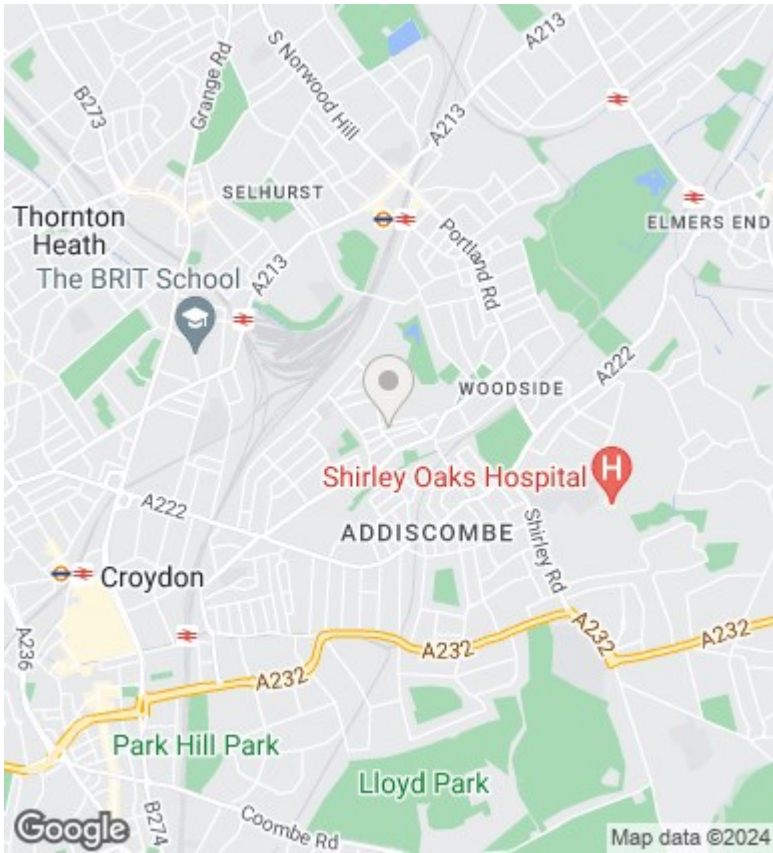 A213
S Norwood Hill
Grange Rd
B273
A213
SELHURST
Thornton
Heath
Portland Rd
ELMERS END
The BRIT School
A213
A222
WOODSIDE
H
Shirley Oaks Hospital
A222
ADDISCOMBE
Shirley Rd
Croydon
A236
A232
A232
A232
A232
Park Hill Park
Lloyd Park
B274
Coombe Rd
Google
Map data ©2024